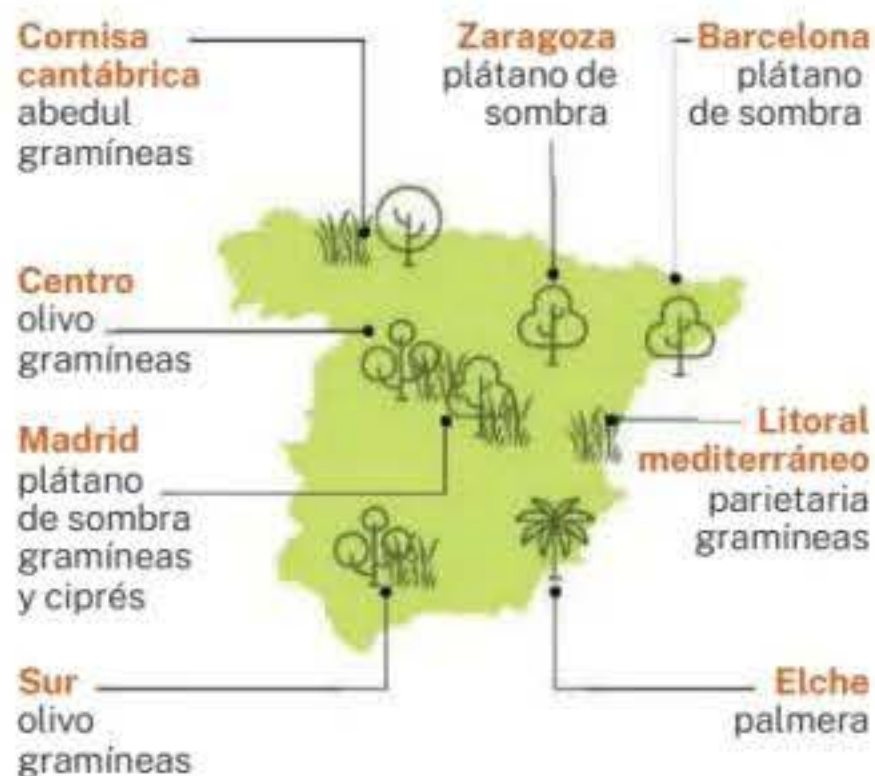 Cornisa
cantábrica
abedul
gramíneas
Zaragoza
plátano de
sombra
Barcelona
plátano
de sombra
Centro
olivo
gramíneas
Madrid
plátano
de sombra
gramíneas
y ciprés
Litoral
mediterráneo
parietaria
gramíneas
Sur
olivo
gramíneas
Elche
palmera